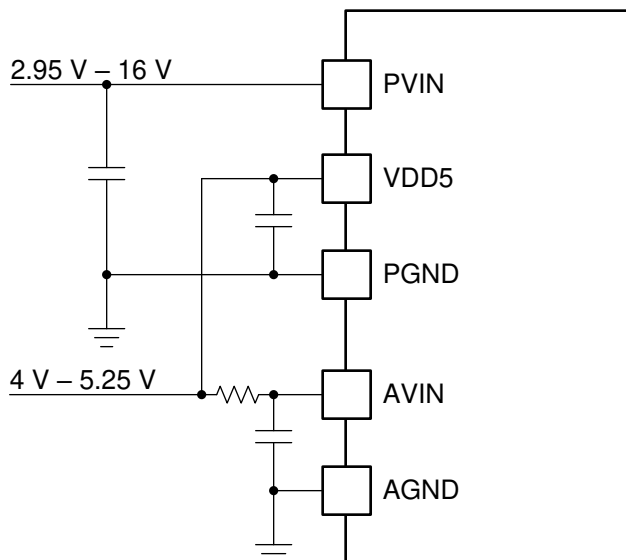 2.95 V – 16 V
PVIN
VDD5
PGND
4 V – 5.25 V
AVIN
AGND